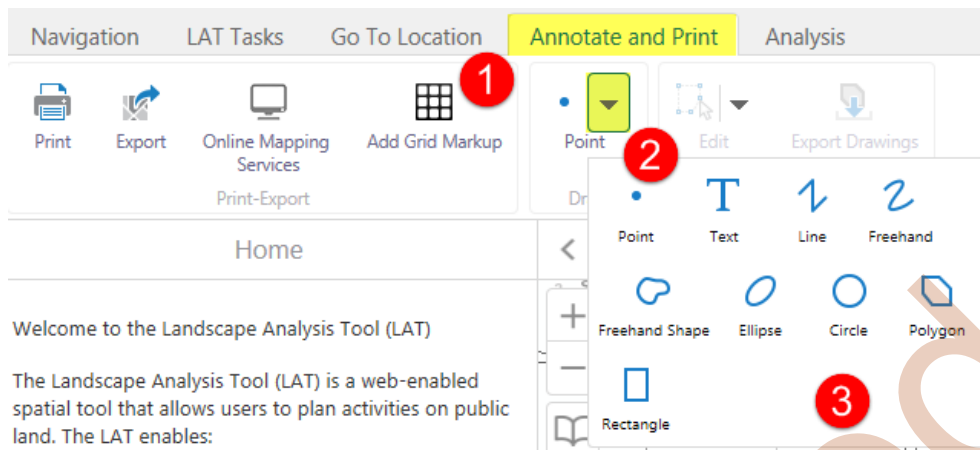 Navigation LAT Tasks Go To Location Annotate and Print Analysis
1
Print Export Online Mapping Services Add Grid Markup Point Edit Export Drawings
2
Print-Export Dr
Point Text Line Freehand
Home
Freehand Shape Ellipse Circle Polygon
Welcome to the Landscape Analysis Tool (LAT)
The Landscape Analysis Tool (LAT) is a web-enabled
spatial tool that allows users to plan activities on public
land. The LAT enables:
Rectangle
3